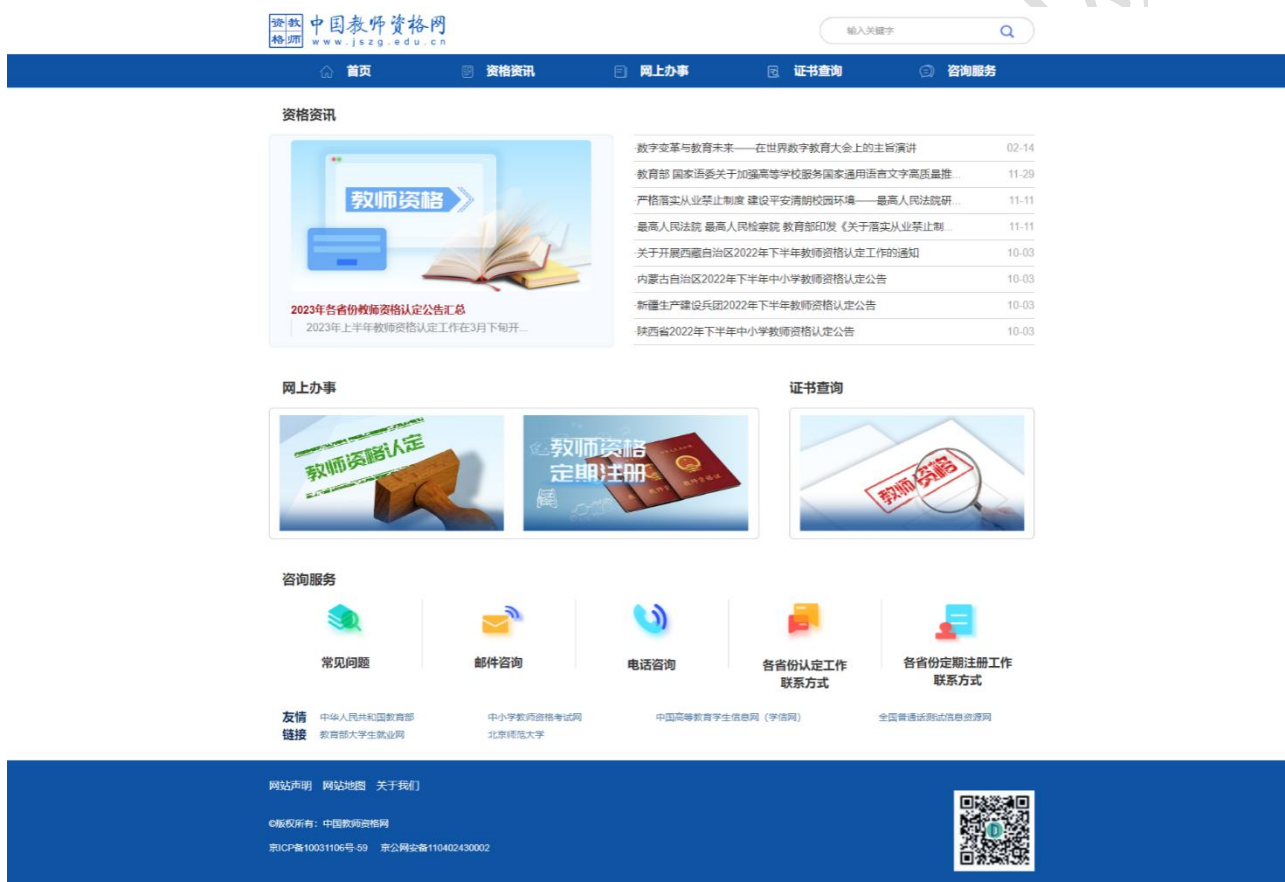 资教
格师
中国教师资格网
www.jszg.edu.cn
输入关键字
首页 资格资讯 网上办事 证书查询 咨询服务
资格资讯
教师资格
2023年各省份教师资格认定公告汇总
2023年上半年教师资格认定工作在3月下旬开...
·数字变革与教育未来——在世界数字教育大会上的主旨演讲 02-14
·教育部 国家语委关于加强高等学校服务国家通用语言文字高质量推... 11-29
·严格落实从业禁止制度 建设平安清朗校园环境——最高人民法院研... 11-11
·最高人民法院 最高人民检察院 教育部印发《关于落实从业禁止制... 11-11
·关于开展西藏自治区2022年下半年教师资格认定工作的通知 10-03
·内蒙古自治区2022年下半年中小学教师资格认定公告 10-03
·新疆生产建设兵团2022年下半年教师资格认定公告 10-03
·陕西省2022年下半年中小学教师资格认定公告 10-03
网上办事
教师资格认定
教师资格
定期注册
证书查询
教师资格
咨询服务
常见问题
邮件咨询
电话咨询
各省份认定工作
联系方式
各省份定期注册工作
联系方式
友情
链接
中华人民共和国教育部 中小学教师资格考试网 中国高等教育学生信息网（学信网） 全国普通话测试信息资源网
教育部大学生就业网 北京师范大学
网站声明 网站地图 关于我们
©版权所有：中国教师资格网
京ICP备10031106号-59 京公网安备110402430002